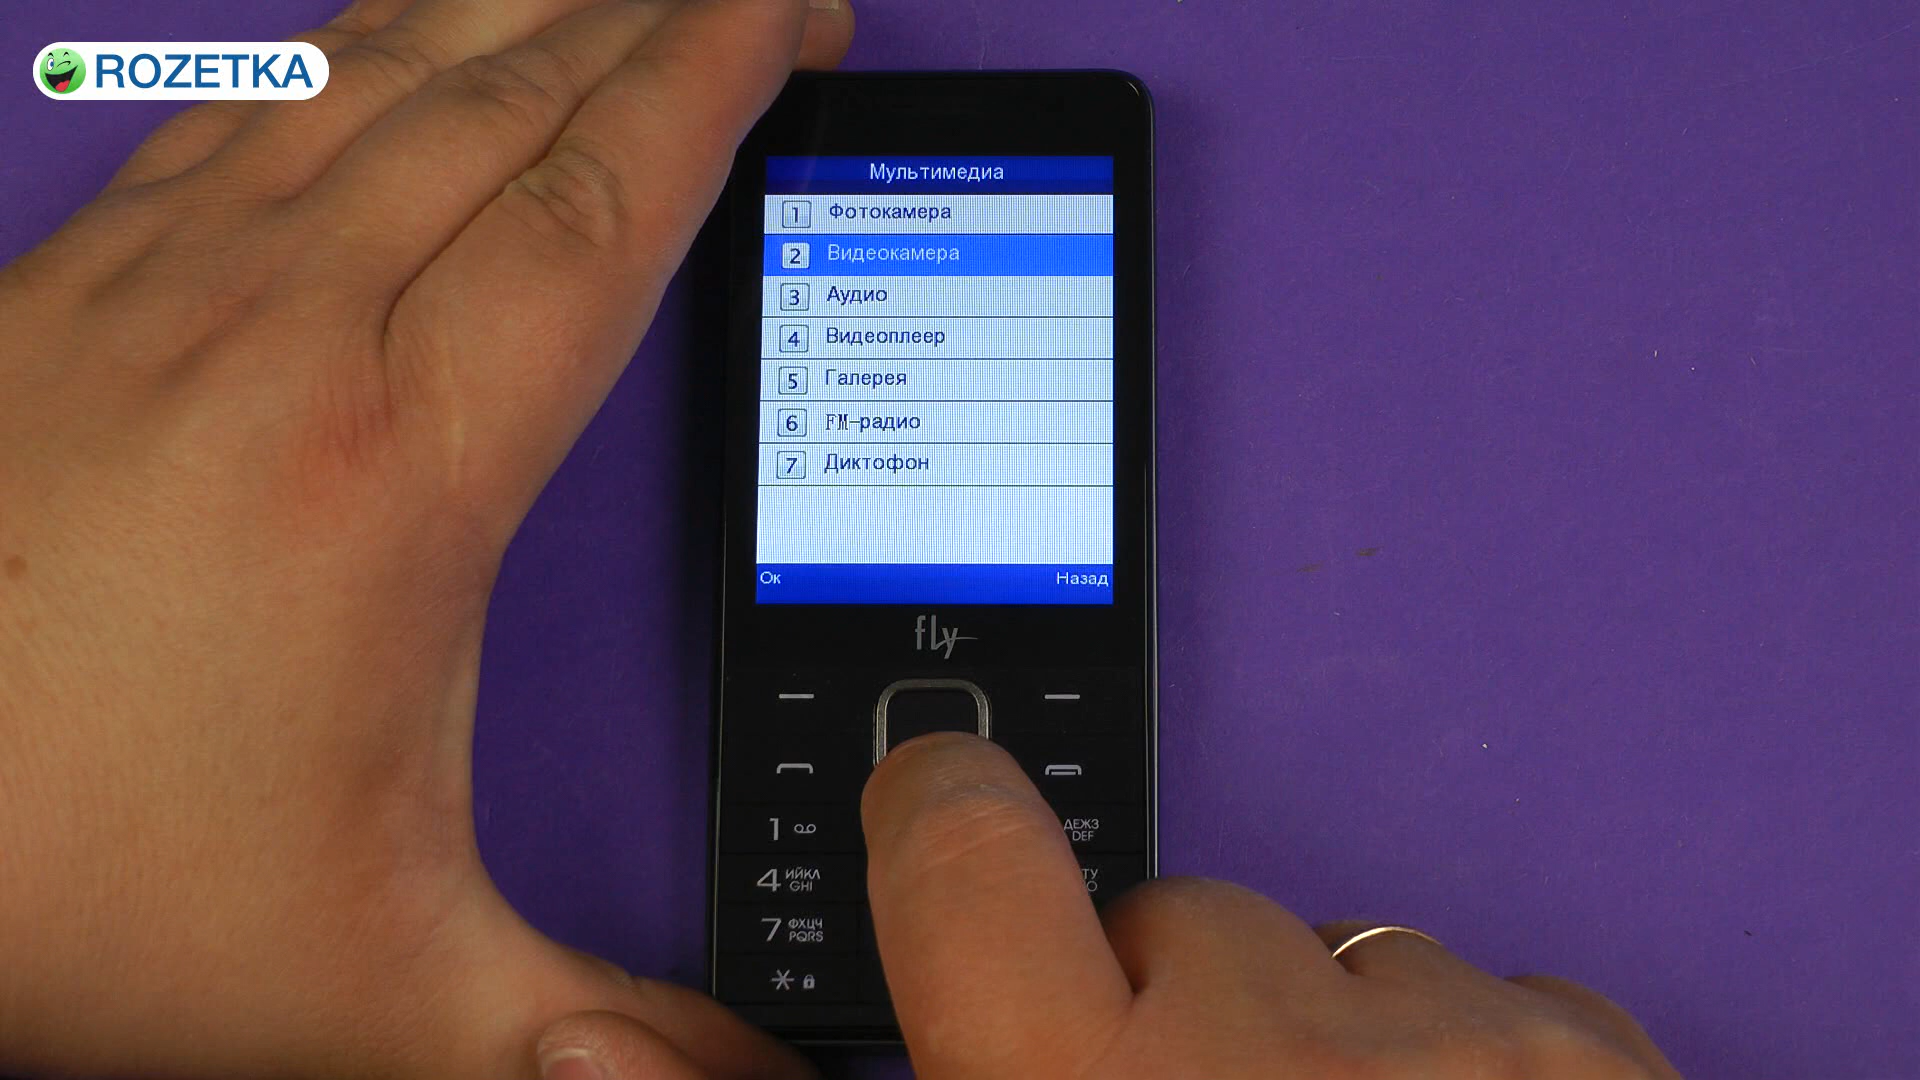 ROZETKA
Мультимедиа
1 Фотокамера
2 Видеокамера
3 Аудио
4 Видеоплеер
5 Галерея
6 FM-радио
7 Диктофон
Ок Назад
fly
1 ДЕЖЗ
DEF
4 ИЙКЛ ТУ
GHI O
7 ФХЦЧ
PQRS
*